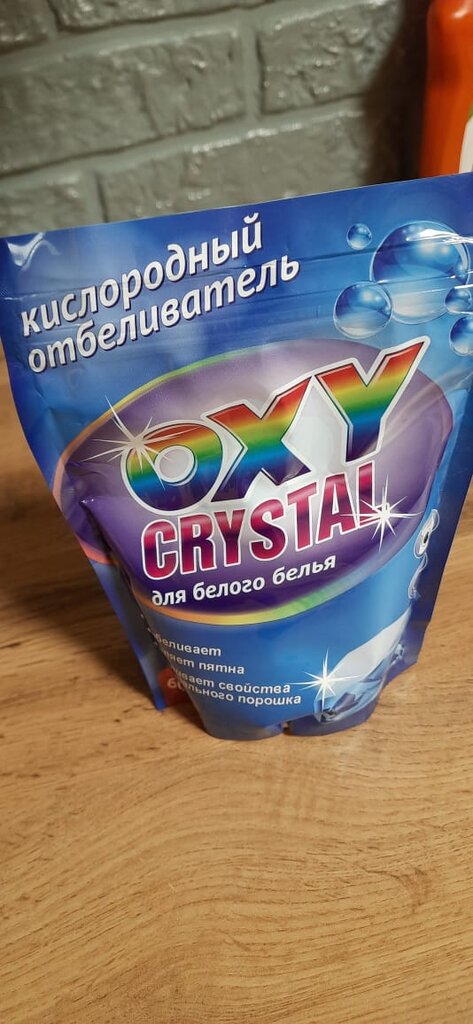 кислородный
отбеливатель
OXY
CRYSTAL
для белого белья
пятна
свойства
порошка